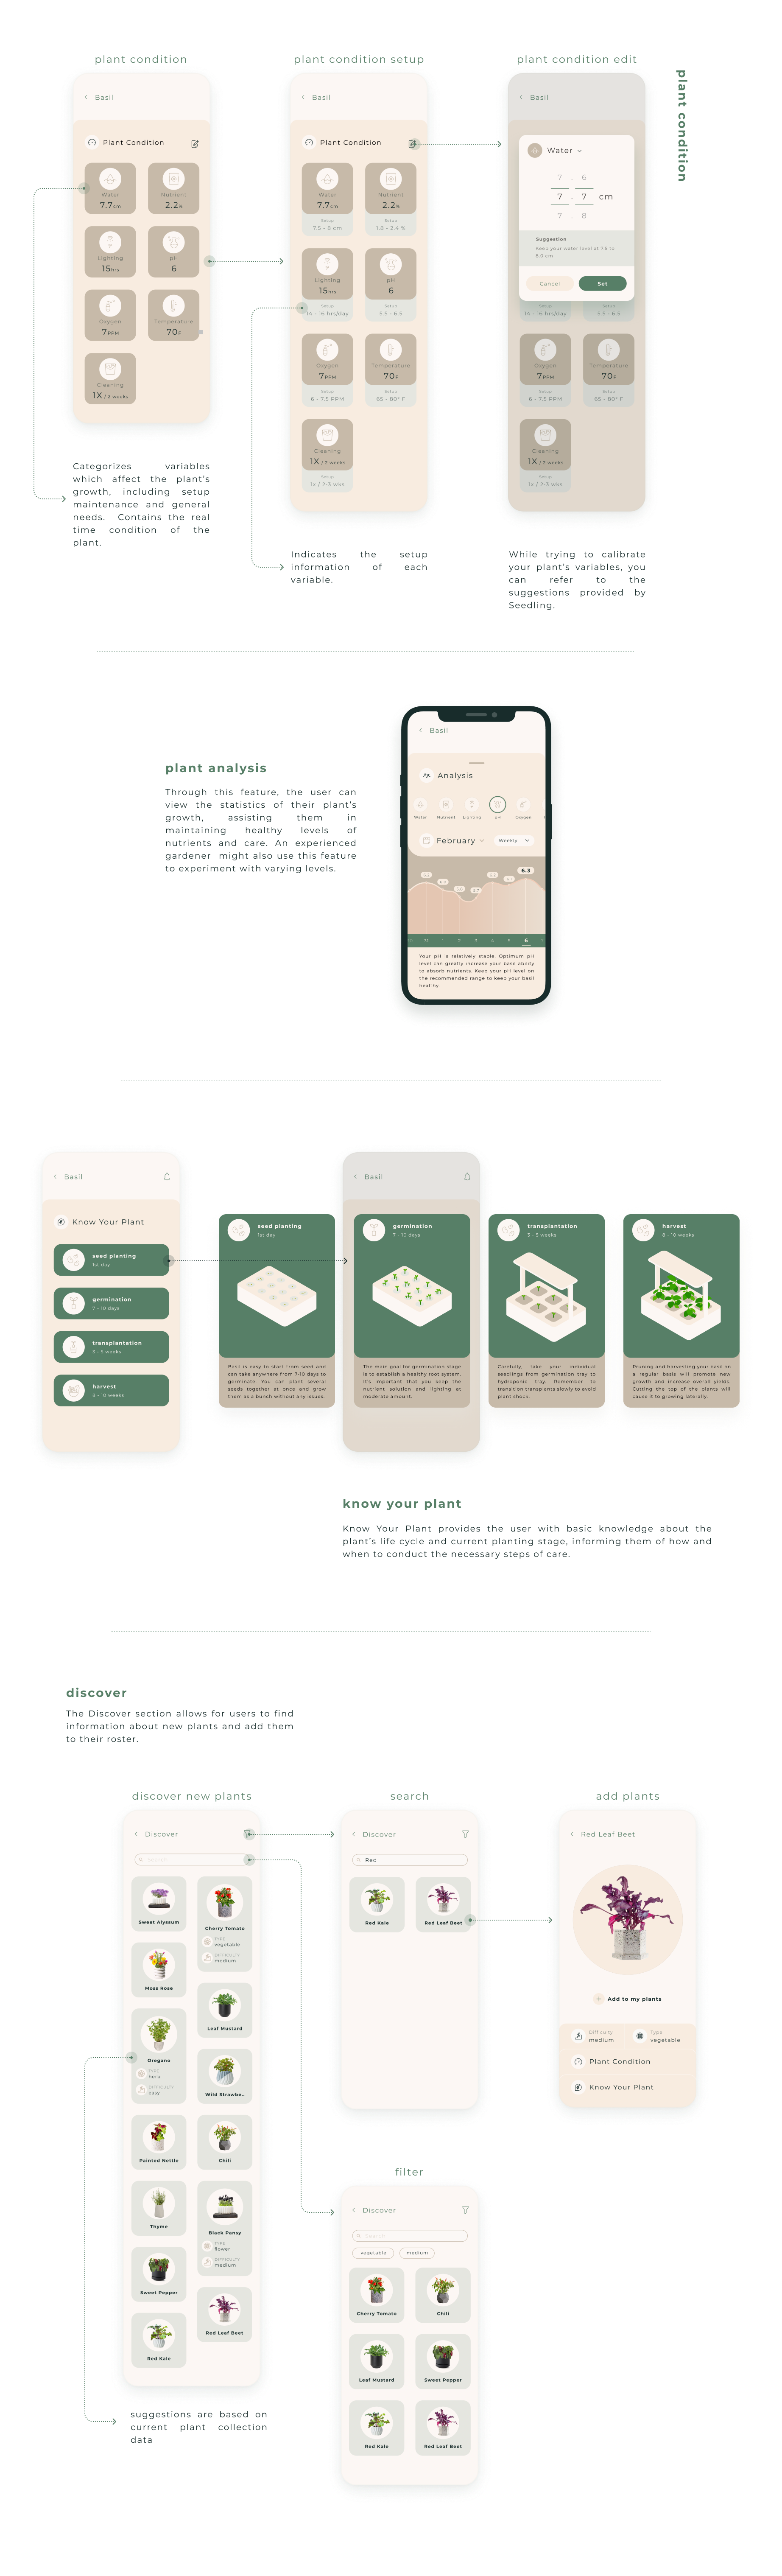 plant condition
plant condition setup
plant condition edit
plant condition
Basil
Plant Condition
Water
7.7cm
Nutrient
2.2%
Lighting
15hrs
pH
6
Oxygen
7PPM
Temperature
70F
Cleaning
1X / 2 weeks
Categorizes variables
which affect the plant's
growth, including setup
maintenance and general
needs. Contains the real
time condition of the
plant.
Basil
Plant Condition
Water
7.7cm
Setup
7.5 - 8 cm
Nutrient
2.2%
Setup
1.8 - 2.4 %
Lighting
15hrs
Setup
14 - 16 hrs/day
pH
6
Setup
5.5 - 6.5
Oxygen
7PPM
Setup
6 - 7.5 PPM
Temperature
70F
Setup
65 - 80° F
Cleaning
1X / 2 weeks
Setup
1x / 2-3 wks
Indicates the setup
information of each
variable.
Basil
Water
7 . 6
7 . 7 cm
7 . 8
Suggestion
Keep your water level at 7.5 to
8.0 cm
Cancel
Set
Setup
14 - 16 hrs/day
Setup
5.5 - 6.5
Oxygen
7PPM
Setup
6 - 7.5 PPM
Temperature
70F
Setup
65 - 80° F
Cleaning
1X / 2 weeks
Setup
1x / 2-3 wks
While trying to calibrate
your plant's variables, you
can refer to the
suggestions provided by
Seedling.
plant analysis
Through this feature, the user can
view the statistics of their plant's
growth, assisting them in
maintaining healthy levels of
nutrients and care. An experienced
gardener might also use this feature
to experiment with varying levels.
Basil
Analysis
Water Nutrient Lighting pH Oxygen
February
Weekly
6.3
31 1 2 3 4 5 6
Your pH is reletively stable. Optimum pH
level can greatly increase your basil ability
to absorb nutrients. Keep your pH level on
the recommended range to keep your basil
healthy.
Basil
Know Your Plant
seed planting
1st day
germination
7 - 10 days
transplantation
3 - 5 weeks
harvest
8 - 10 weeks
seed planting
1st day
Basil is easy to start from seed and
can take anywhere from 7-10 days to
germinate. You can plant several
seeds together at once and grow
them as a bunch without any issues.
Basil
germination
7 - 10 days
The main goal for germination stage
is to establish a healthy root system.
It's important that you keep the
nutrient solution and lighting at
moderate amount.
transplantation
3 - 5 weeks
Carefully, take your individual
seedlings from germination tray to
hydroponic tray. Remember to
transition transplants slowly to avoid
plant shock.
harvest
8 - 10 weeks
Pruning and harvesting your basil on
a regular basis will promote new
growth and increase overall yields.
Cutting the top of the plants will
cause it to growing laterally.
know your plant
Know Your Plant provides the user with basic knowledge about the
plant's life cycle and current planting stage, informing them of how and
when to conduct the necessary steps of care.
discover
The Discover section allows for users to find
information about new plants and add them
to their roster.
discover new plants
search
add plants
Discover
Search
Sweet Alyssum
Cherry Tomato
TYPE
vegetable
DIFFICULTY
medium
Moss Rose
Leaf Mustard
Oregano
TYPE
herb
DIFFICULTY
easy
Wild Strawbe..
Painted Nettle
Chili
Thyme
Black Pansy
TYPE
flower
DIFFICULTY
medium
Sweet Pepper
Red Leaf Beet
Red Kale
suggestions are based on
current plant collection
data
Discover
Red
Red Kale
Red Leaf Beet
Red Leaf Beet
Add to my plants
Difficulty
medium
Type
vegetable
Plant Condition
Know Your Plant
filter
Discover
Search
vegetable
medium
Cherry Tomato
Chili
Leaf Mustard
Sweet Pepper
Red Kale
Red Leaf Beet